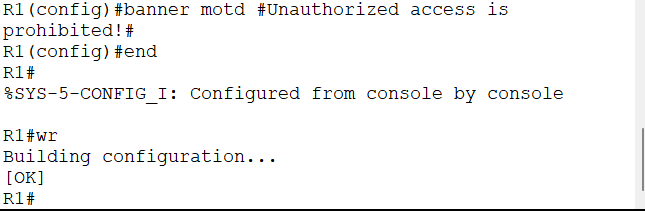 R1(config)#banner motd #Unauthorized access is
prohibited!#
R1(config)#end
R1#
%SYS-5-CONFIG_I: Configured from console by console

R1#wr
Building configuration...
[OK]
R1#